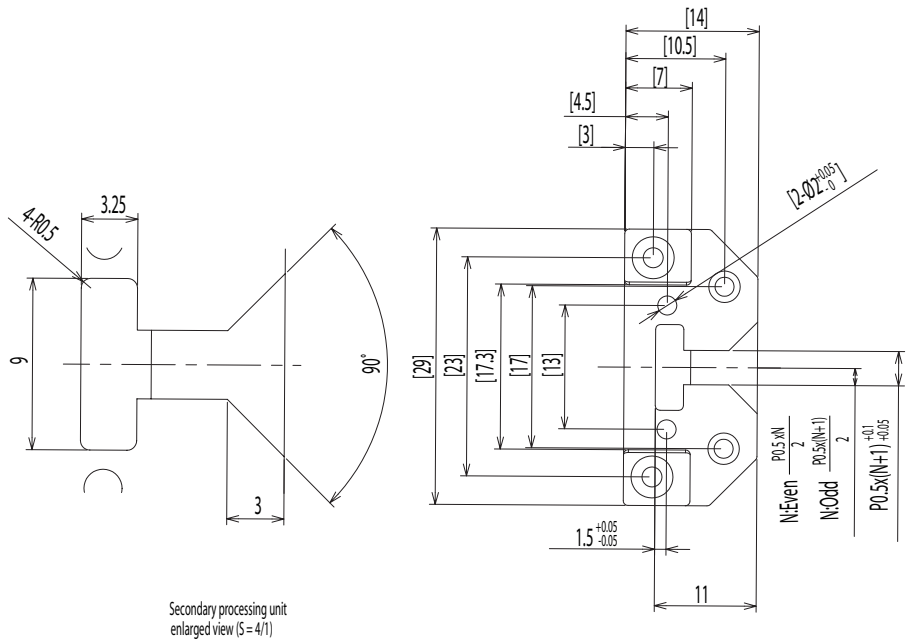 [14]
[10.5]
[7]
[4.5]
[3]
[2-Ø2 +0.05 -0 ]
4-R0.5
3.25
9
90°
3
[29]
[23]
[17.3]
[17]
[13]
1.5 +0.05 -0.05
11
N:Even P0.5 xN 2
N:Odd P0.5x(N+1) 2
P0.5x(N+1) +0.1 +0.05
Secondary processing unit
enlarged view (S = 4/1)